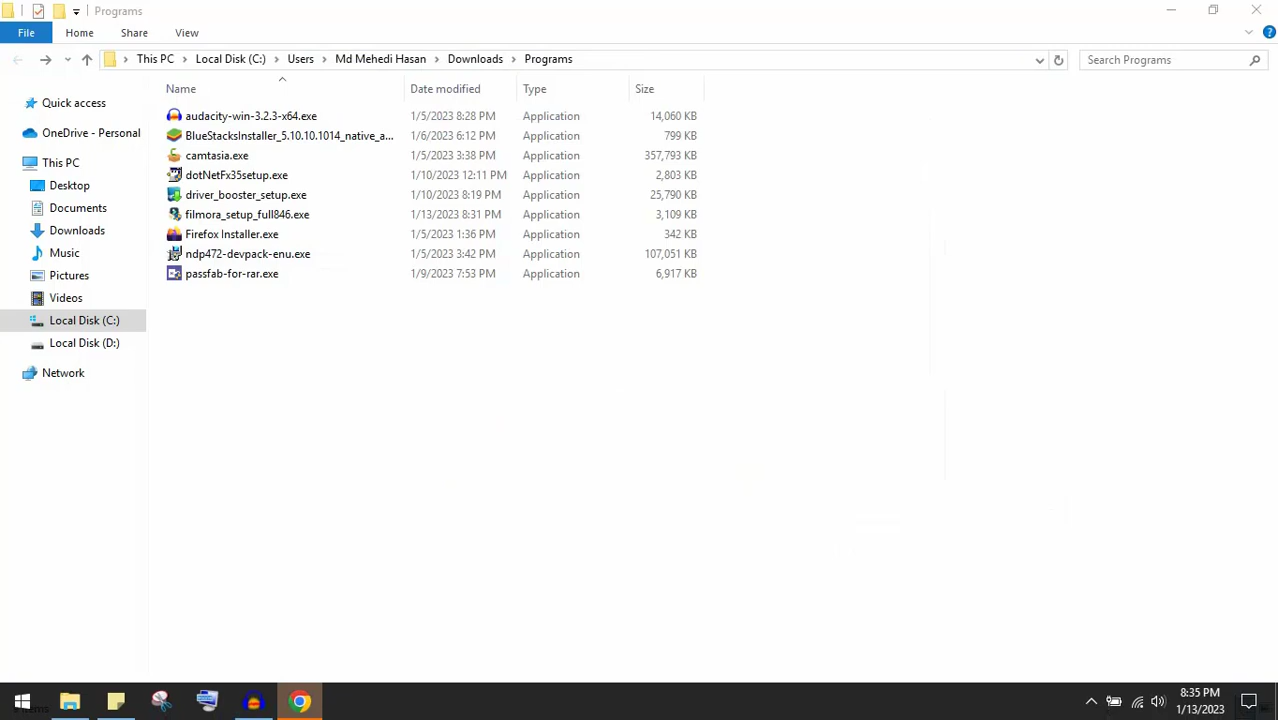 Programs
File Home Share View
This PC Local Disk (C:) Users Md Mehedi Hasan Downloads Programs Search Programs
Name Date modified Type Size
Quick access
OneDrive - Personal
This PC
Desktop
Documents
Downloads
Music
Pictures
Videos
Local Disk (C:)
Local Disk (D:)
Network
audacity-win-3.2.3-x64.exe 1/5/2023 8:28 PM Application 14,060 KB
BlueStacksInstaller_5.10.10.1014_native_a... 1/6/2023 6:12 PM Application 799 KB
camtasia.exe 1/5/2023 3:38 PM Application 357,793 KB
dotNetFx35setup.exe 1/10/2023 12:11 PM Application 2,803 KB
driver_booster_setup.exe 1/10/2023 8:19 PM Application 25,790 KB
filmora_setup_full846.exe 1/13/2023 8:31 PM Application 3,109 KB
Firefox Installer.exe 1/5/2023 1:36 PM Application 342 KB
ndp472-devpack-enu.exe 1/5/2023 3:42 PM Application 107,051 KB
passfab-for-rar.exe 1/9/2023 7:53 PM Application 6,917 KB
8:35 PM
1/13/2023